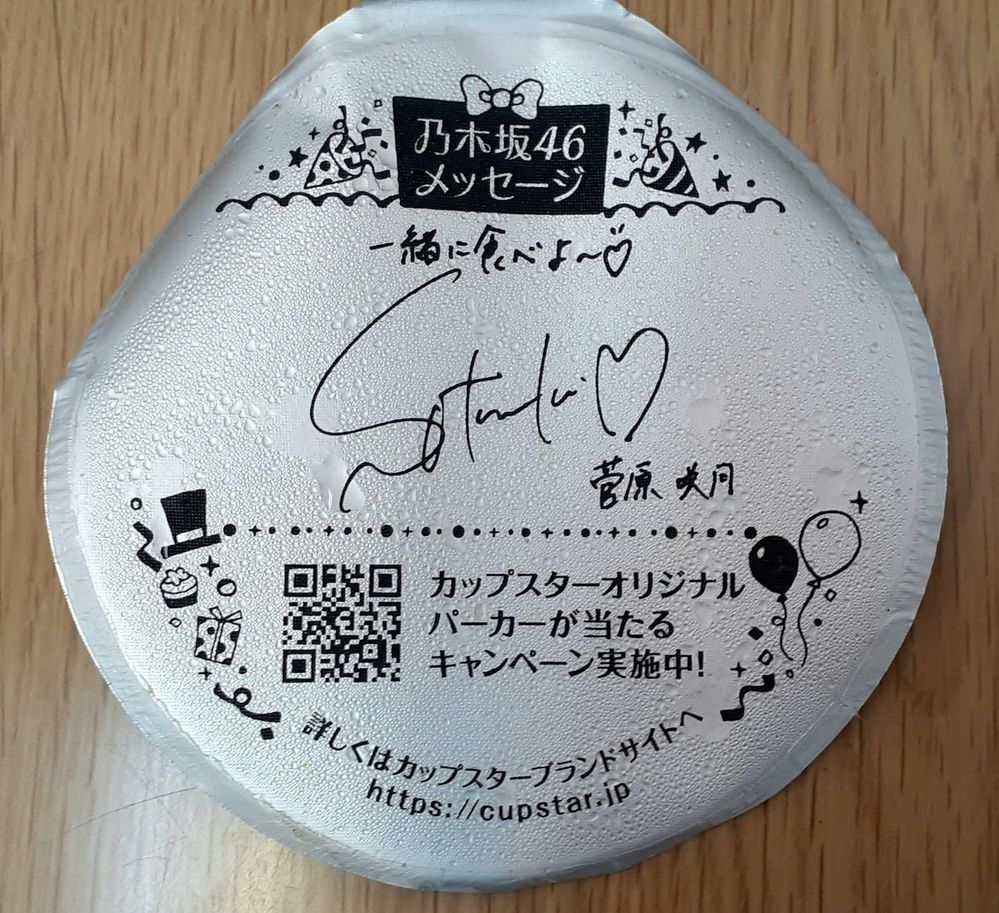 乃木坂46
メッセージ
一緒に食べよ～♡
Satsuki♡
菅原 咲月
カップスターオリジナル
パーカーが当たる
キャンペーン実施中!
詳しくはカップスターブランドサイトへ
https://cupstar.jp